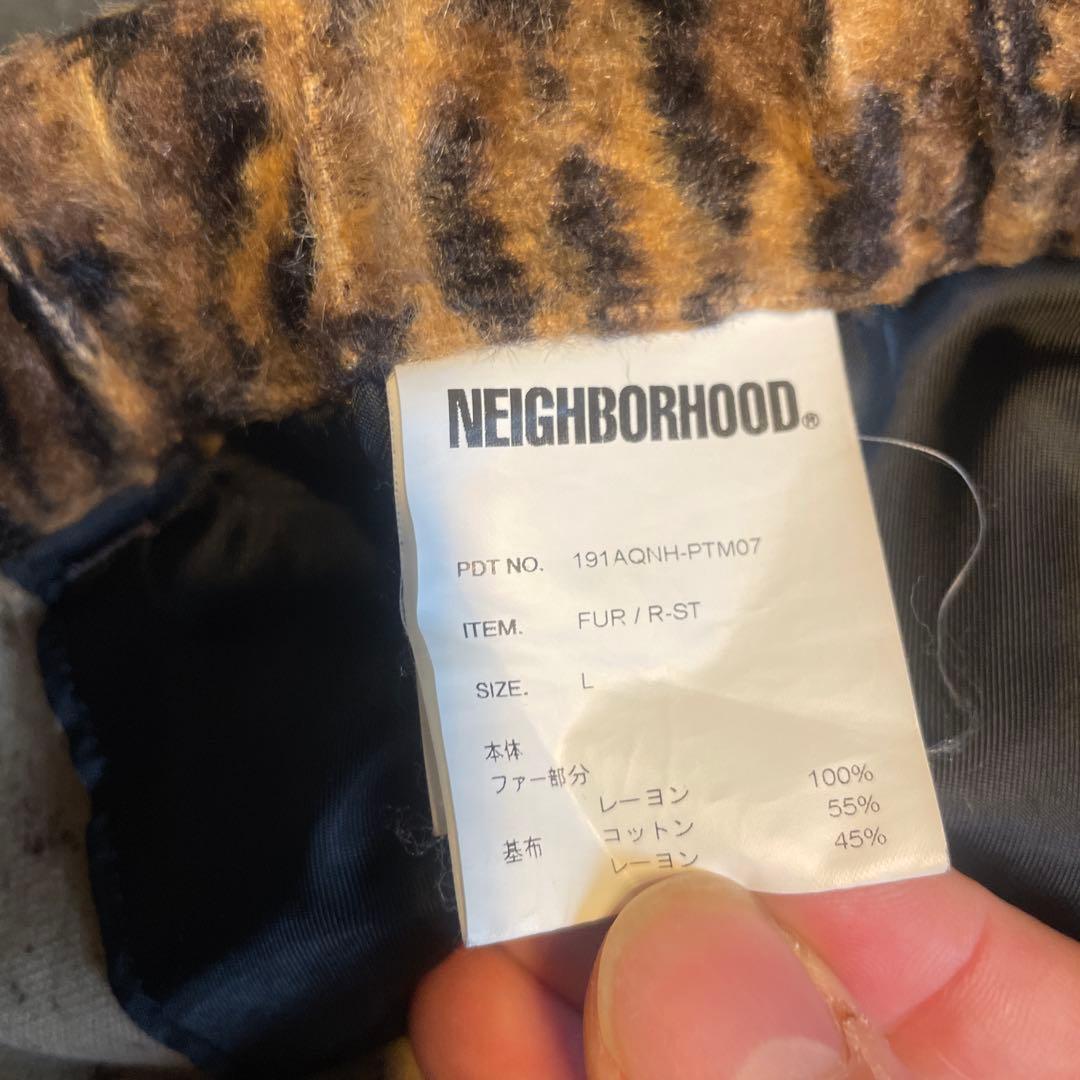 NEIGHBORHOOD®
PDT NO. 191AQNH-PTM07
ITEM. FUR / R-ST
SIZE. L
本体
ファー部分
レーヨン 100%
基布 コットン 55%
レーヨン 45%